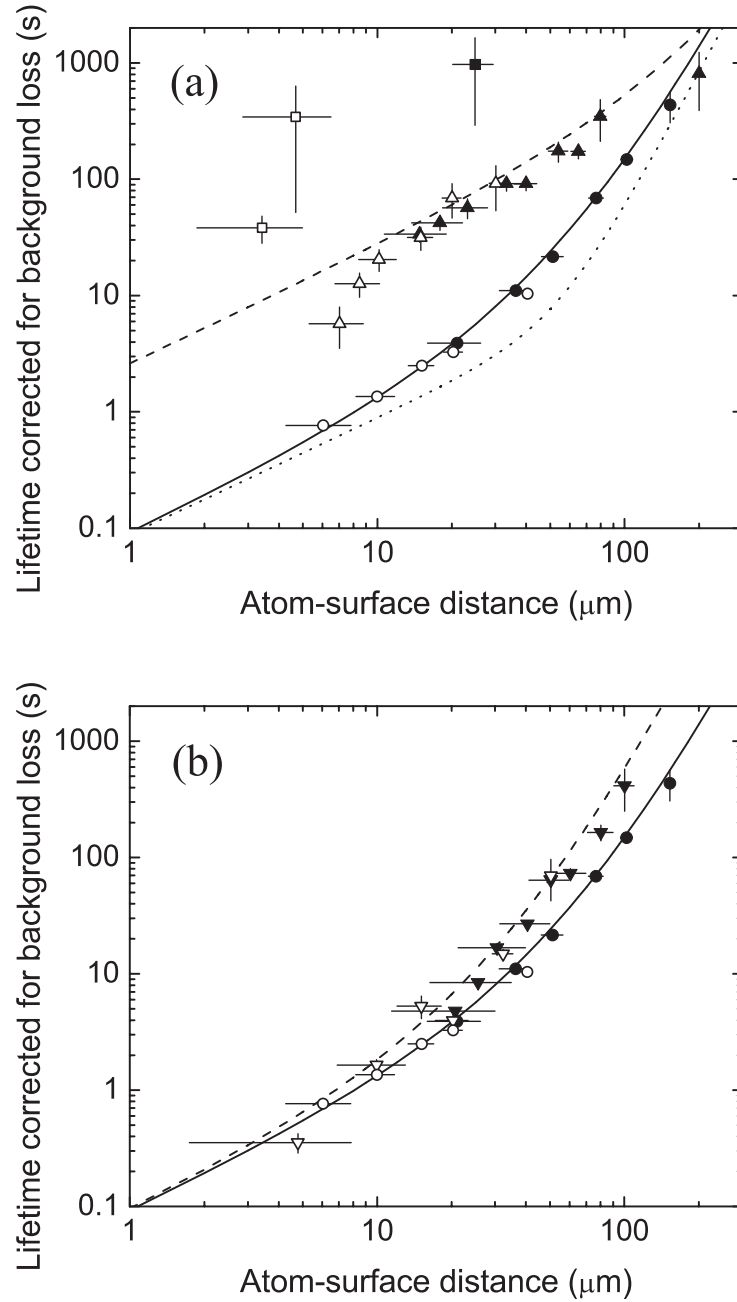 Lifetime corrected for background loss (s)
(a)
1000
100
10
1
0.1
1
10
100
Atom-surface distance (μm)
Lifetime corrected for background loss (s)
(b)
1000
100
10
1
0.1
1
10
100
Atom-surface distance (μm)